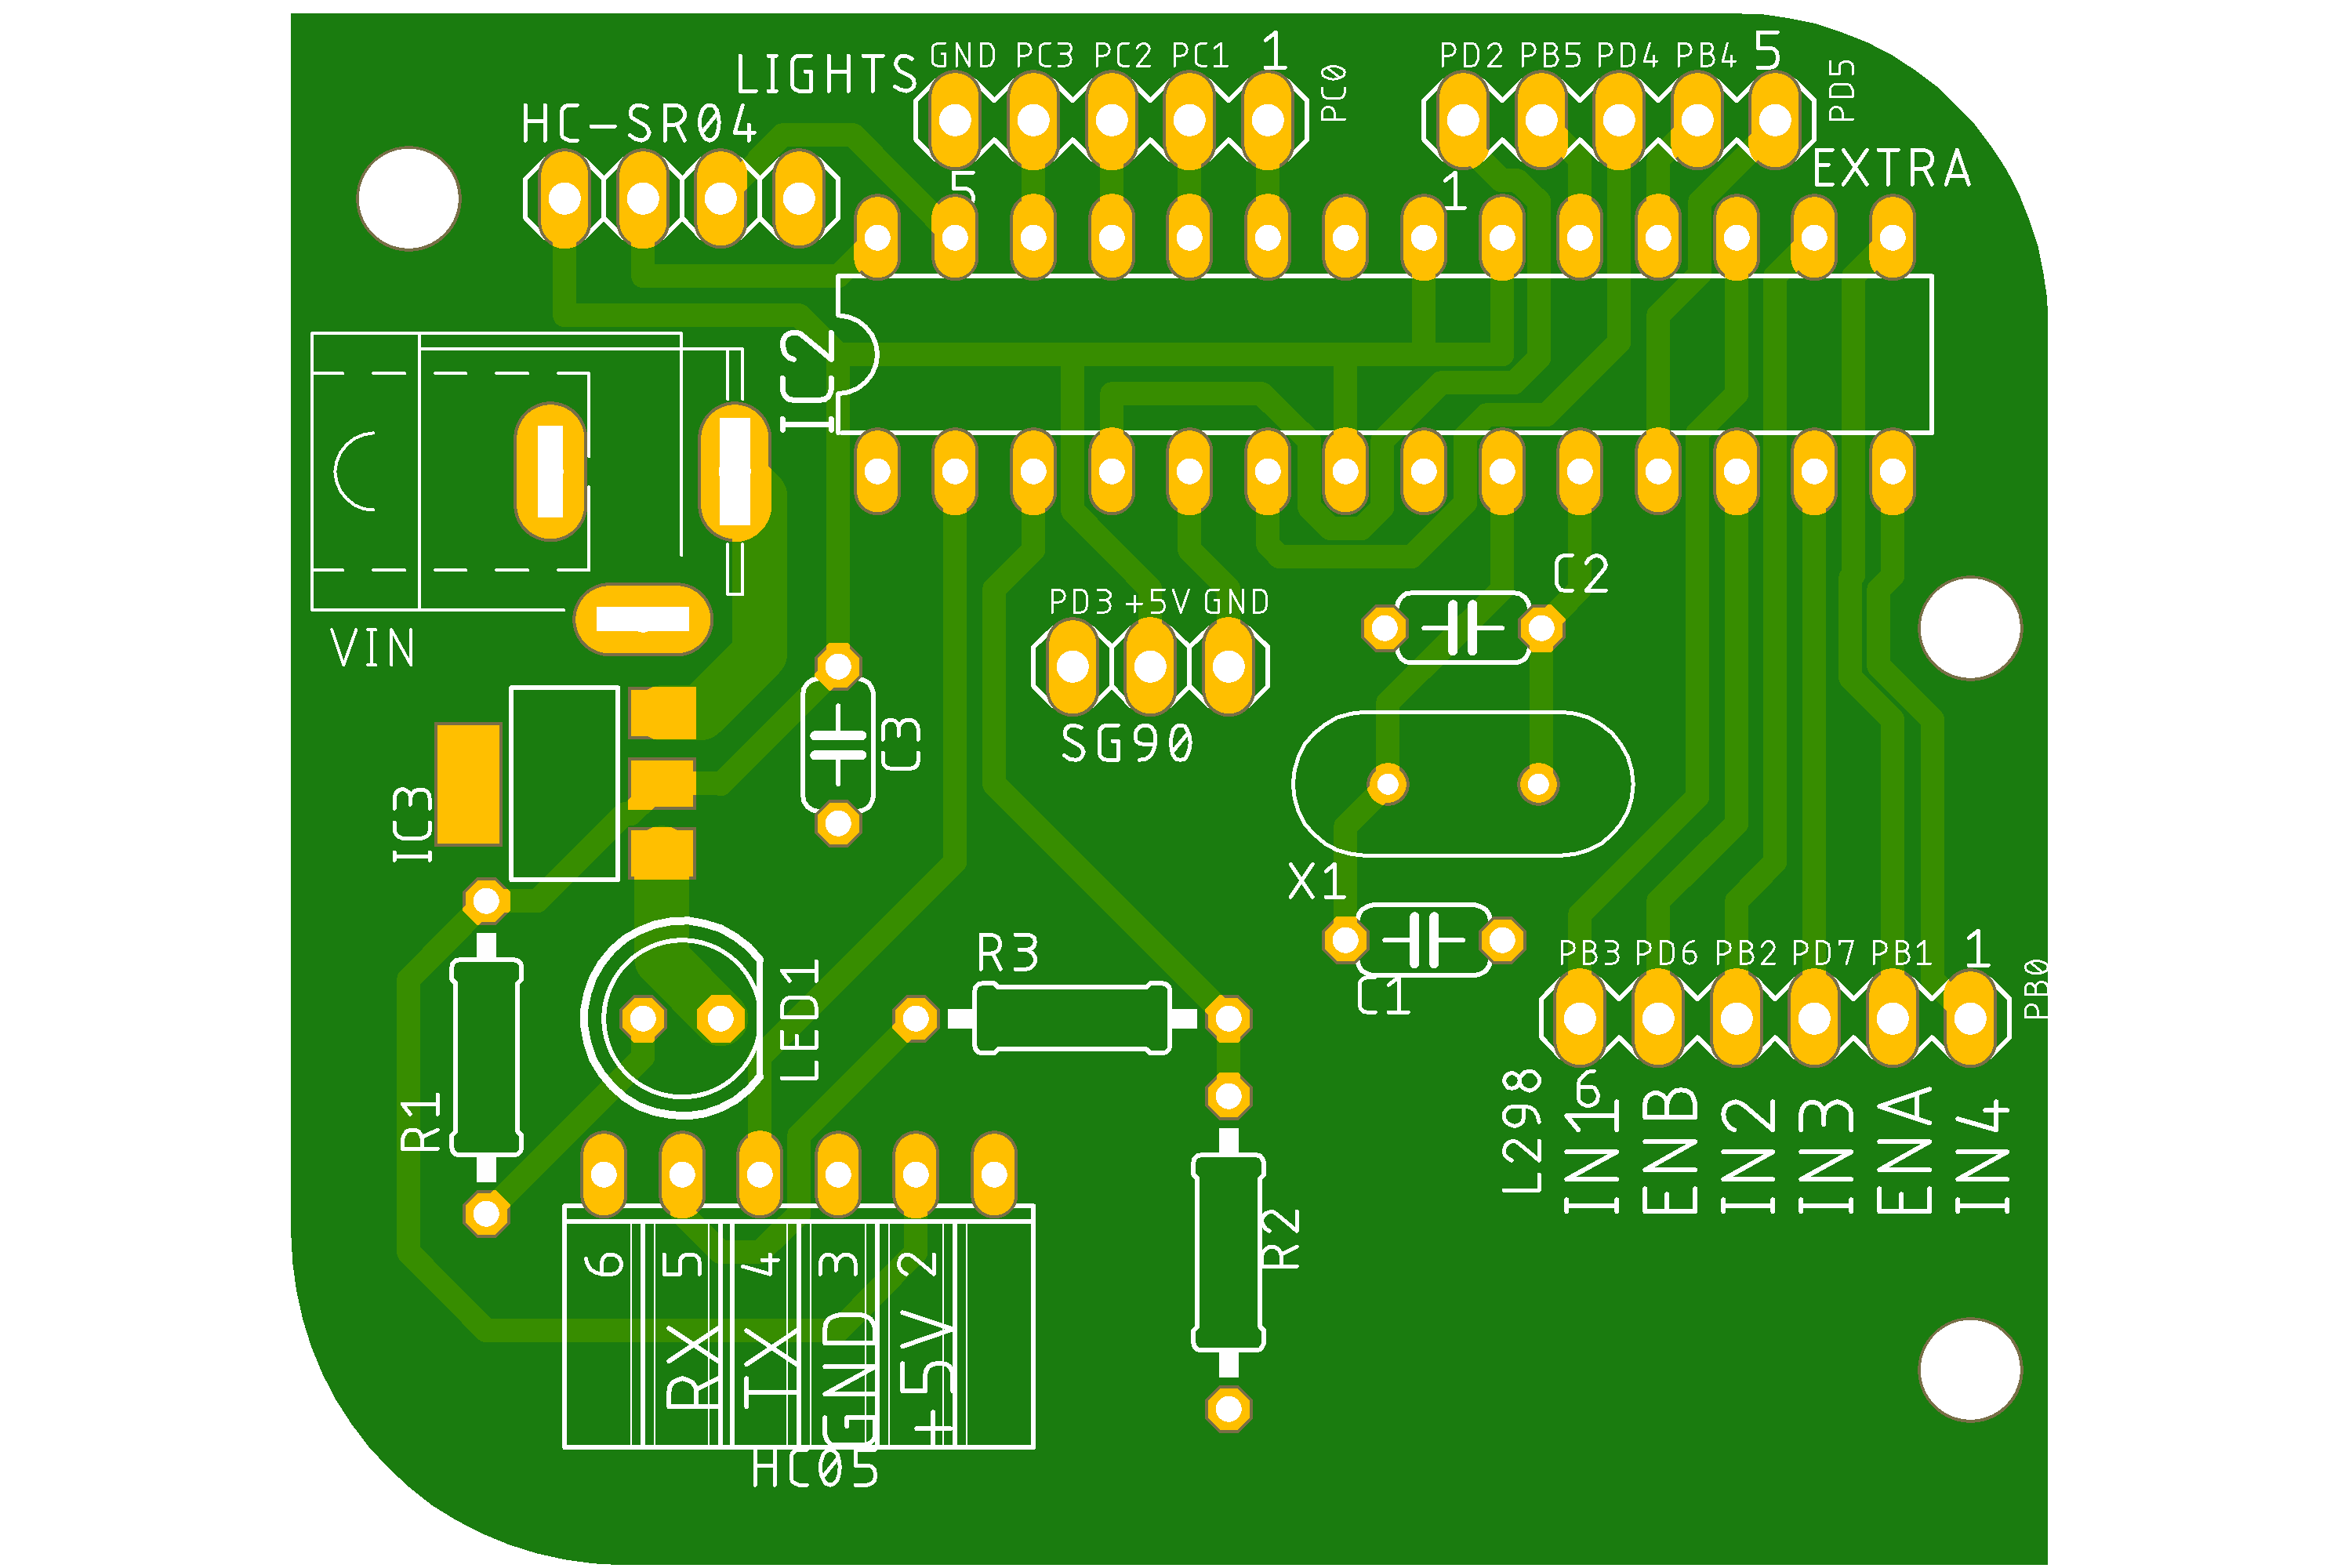 LIGHTS
GND PC3 PC2 PC1 1 PC0
PD2 PB5 PD4 PB4 5 PD5
HC-SR04
5
1
EXTRA
IC2
VIN
C2
PD3 +5V GND
SG90
C3
IC3
X1
R3
C1
LED1
PB3 PD6 PB2 PD7 PB1 1 PB0
R1
L298
6
IN1
ENB
IN2
IN3
ENA
IN4
R2
6 5 4 3 2
RX
TX
GND
+5V
HC05